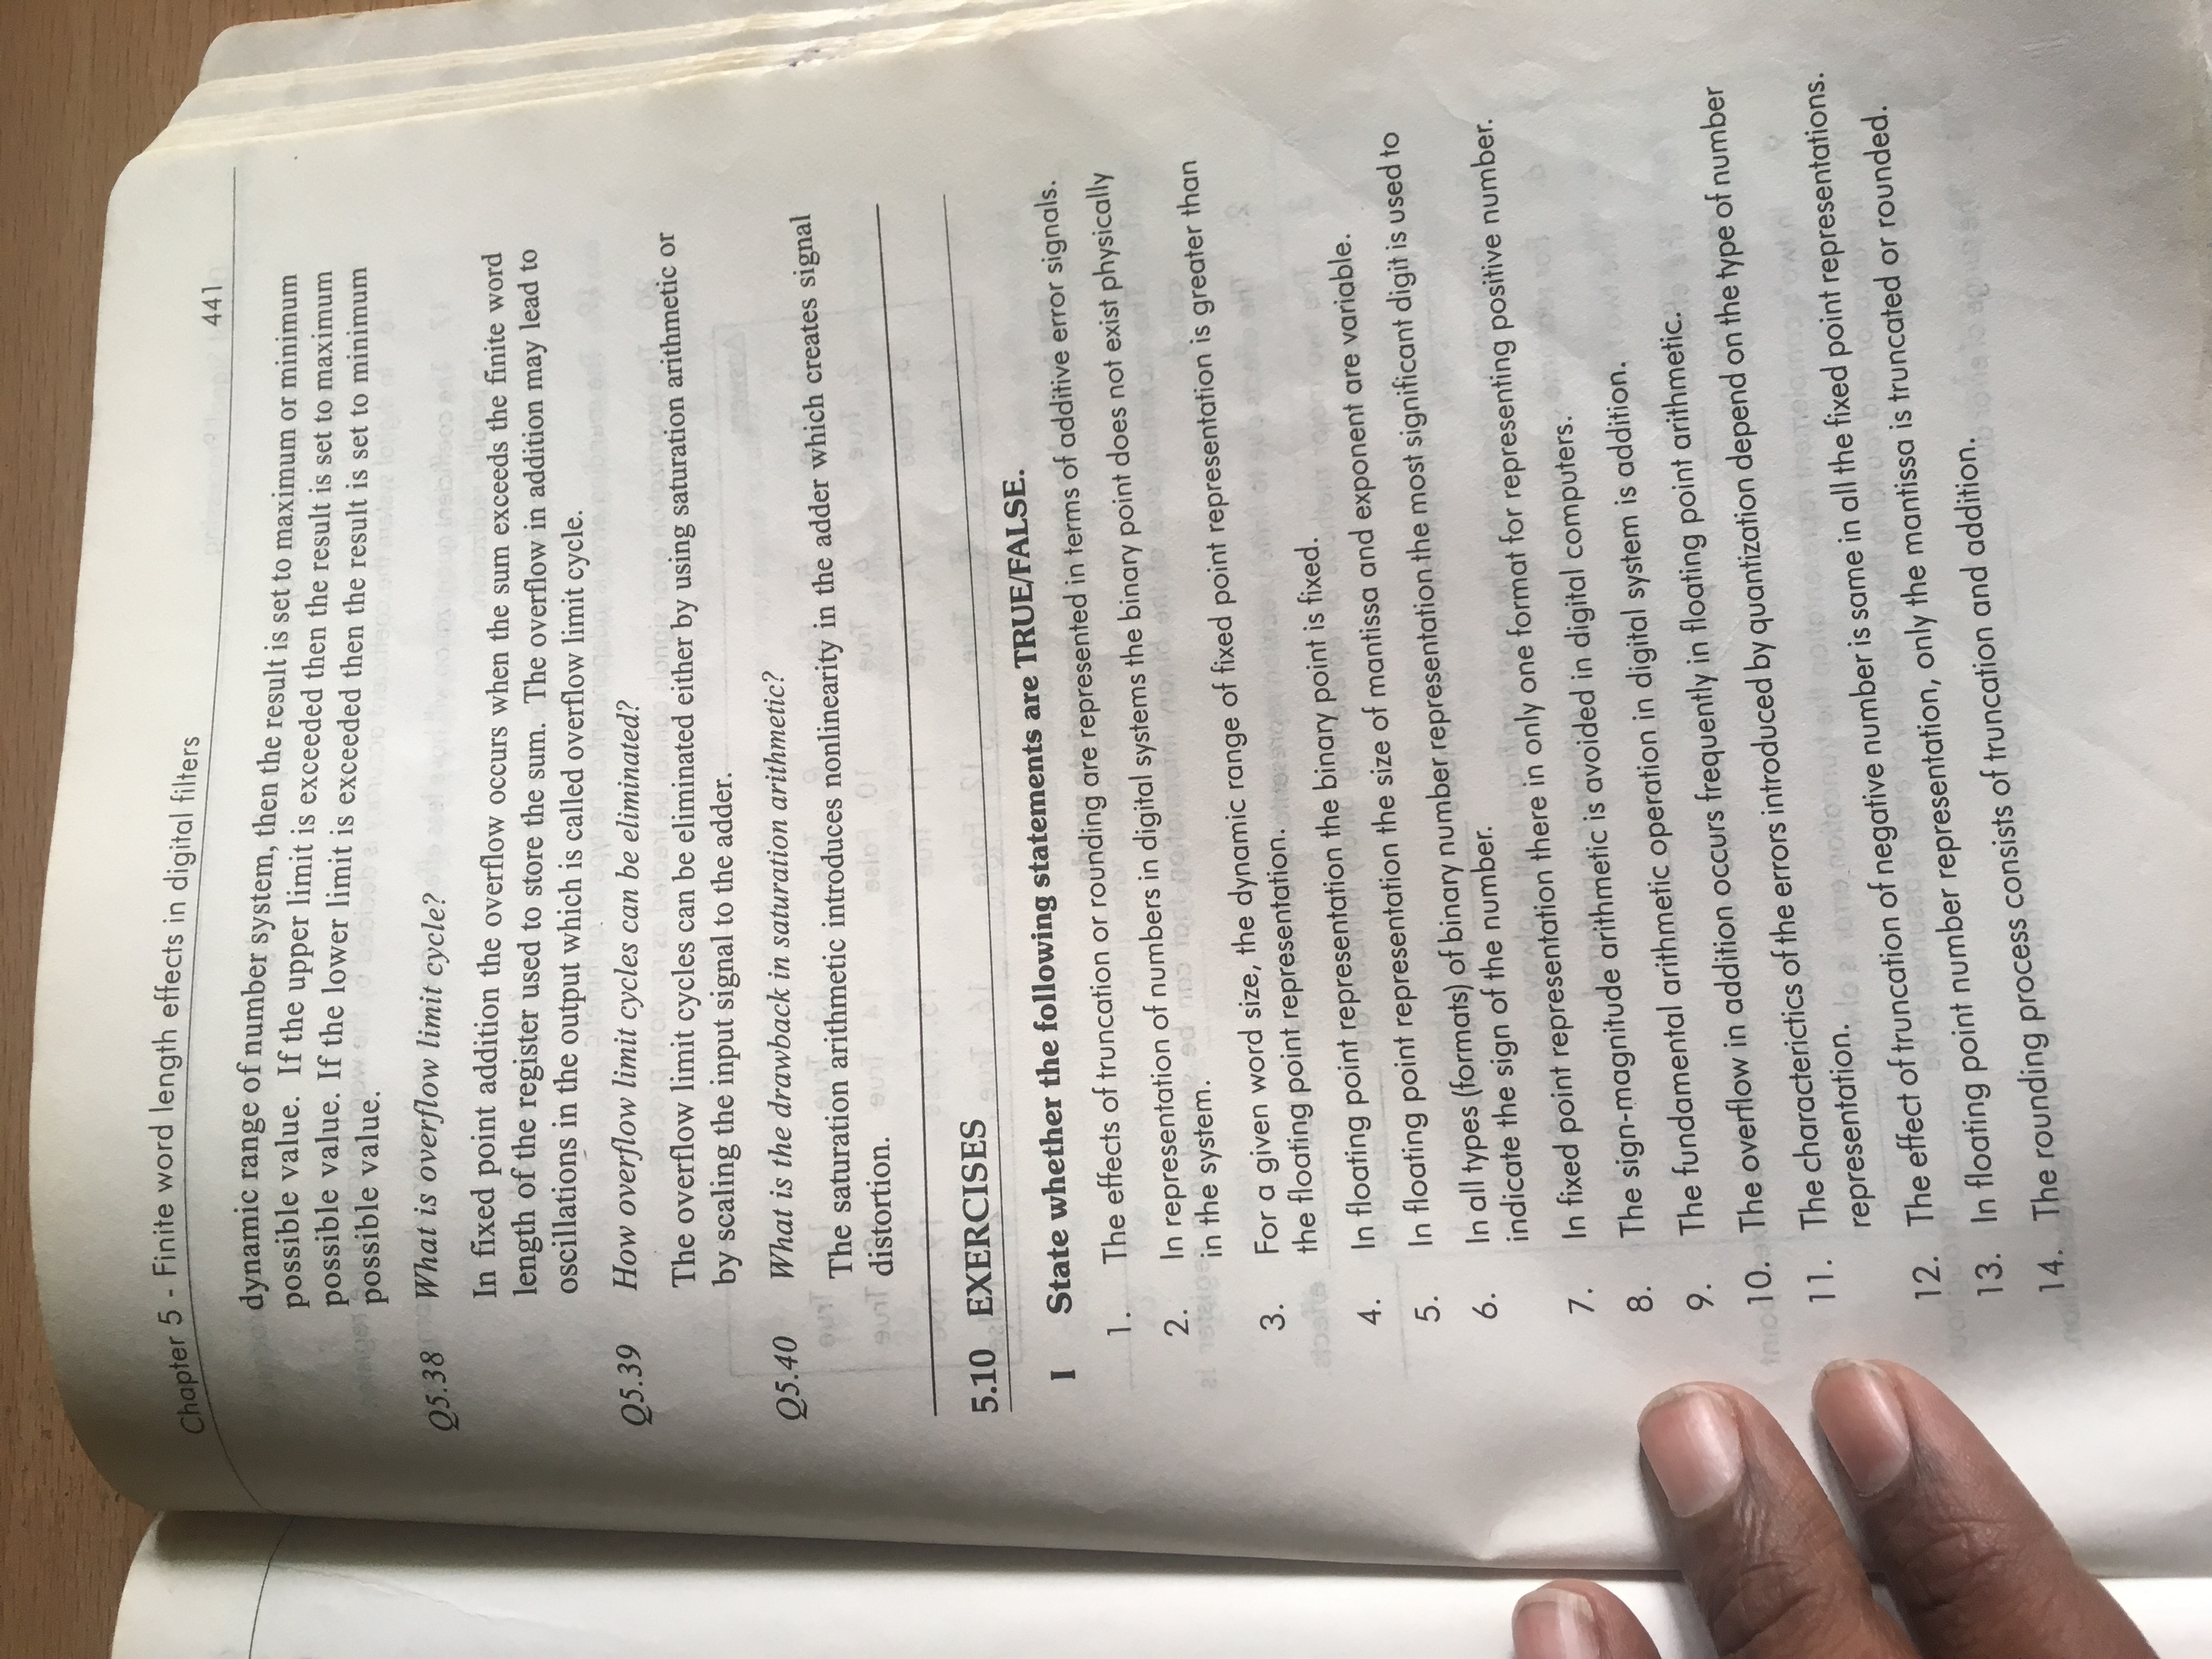 Chapter 5 - Finite word length effects in digital filters
441
dynamic range of number system, then the result is set to maximum or minimum
possible value. If the upper limit is exceeded then the result is set to maximum
possible value. If the lower limit is exceeded then the result is set to minimum
possible value.
Q5.38 What is overflow limit cycle?
In fixed point addition the overflow occurs when the sum exceeds the finite word
length of the register used to store the sum. The overflow in addition may lead to
oscillations in the output which is called overflow limit cycle.
Q5.39 How overflow limit cycles can be eliminated?
The overflow limit cycles can be eliminated either by using saturation arithmetic or
by scaling the input signal to the adder.
Q5.40 What is the drawback in saturation arithmetic?
The saturation arithmetic introduces nonlinearity in the adder which creates signal
distortion.
5.10 EXERCISES
I State whether the following statements are TRUE/FALSE.
1. The effects of truncation or rounding are represented in terms of additive error signals.
2. In representation of numbers in digital systems the binary point does not exist physically
in the system.
3. For a given word size, the dynamic range of fixed point representation is greater than
the floating point representation.
4. In floating point representation the binary point is fixed.
5. In floating point representation the size of mantissa and exponent are variable.
6. In all types (formats) of binary number representation the most significant digit is used to
indicate the sign of the number.
7. In fixed point representation there in only one format for representing positive number.
8. The sign-magnitude arithmetic is avoided in digital computers.
9. The fundamental arithmetic operation in digital system is addition.
10. The overflow in addition occurs frequently in floating point arithmetic.
11. The characterictics of the errors introduced by quantization depend on the type of number
representation.
12. The effect of truncation of negative number is same in all the fixed point representations.
13. In floating point number representation, only the mantissa is truncated or rounded.
14. The rounding process consists of truncation and addition.